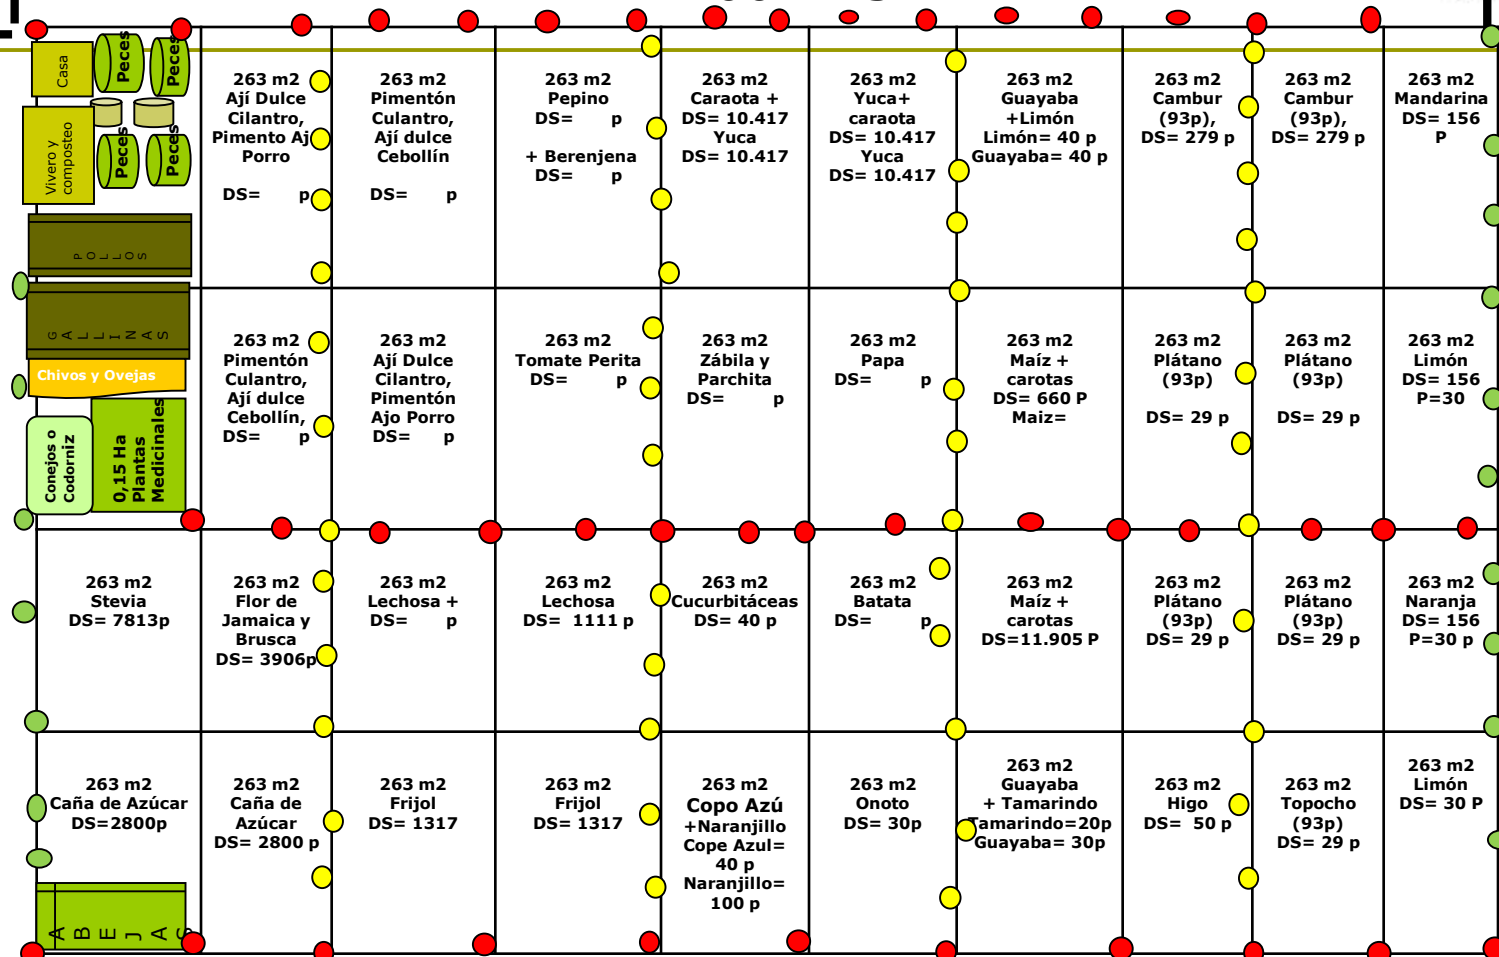 Casa
Peces
Peces
Vivero y
composteo
Peces
Peces
POLLOS
GALLINAS
Chivos y Ovejas
Conejos o
Codorniz
0,15 Ha
Plantas
Medicinales
263 m2
Ají Dulce
Cilantro,
Pimento Aj
Porro
DS= p
263 m2
Pimentón
Culantro,
Ají dulce
Cebollín
DS= p
263 m2
Pepino
DS= p
+ Berenjena
DS= p
263 m2
Caraota +
DS= 10.417
Yuca
DS= 10.417
263 m2
Yuca+
caraota
DS= 10.417
Yuca
DS= 10.417
263 m2
Guayaba
+Limón
Limón= 40 p
Guayaba= 40 p
263 m2
Cambur
(93p),
DS= 279 p
263 m2
Cambur
(93p),
DS= 279 p
263 m2
Mandarina
DS= 156
P
263 m2
Pimentón
Culantro,
Ají dulce
Cebollín,
DS= p
263 m2
Ají Dulce
Cilantro,
Pimentón
Ajo Porro
DS= p
263 m2
Tomate Perita
DS= p
263 m2
Zábila y
Parchita
DS= p
263 m2
Papa
DS= p
263 m2
Maíz +
carotas
DS= 660 P
Maiz=
263 m2
Plátano
(93p)
DS= 29 p
263 m2
Plátano
(93p)
DS= 29 p
263 m2
Limón
DS= 156
P=30
263 m2
Stevia
DS= 7813p
263 m2
Flor de
Jamaica y
Brusca
DS= 3906p
263 m2
Lechosa +
DS= p
263 m2
Lechosa
DS= 1111 p
263 m2
Cucurbitáceas
DS= 40 p
263 m2
Batata
DS= p
263 m2
Maíz +
carotas
DS=11.905 P
263 m2
Plátano
(93p)
DS= 29 p
263 m2
Plátano
(93p)
DS= 29 p
263 m2
Naranja
DS= 156
P=30 p
263 m2
Caña de Azúcar
DS=2800p
263 m2
Caña de
Azúcar
DS= 2800 p
263 m2
Frijol
DS= 1317
263 m2
Frijol
DS= 1317
263 m2
Copo Azú
+Naranjillo
Cope Azul=
40 p
Naranjillo=
100 p
263 m2
Onoto
DS= 30p
263 m2
Guayaba
+ Tamarindo
Tamarindo=20p
Guayaba= 30p
263 m2
Higo
DS= 50 p
263 m2
Topocho
(93p)
DS= 29 p
263 m2
Limón
DS= 30 P
ABEJAS